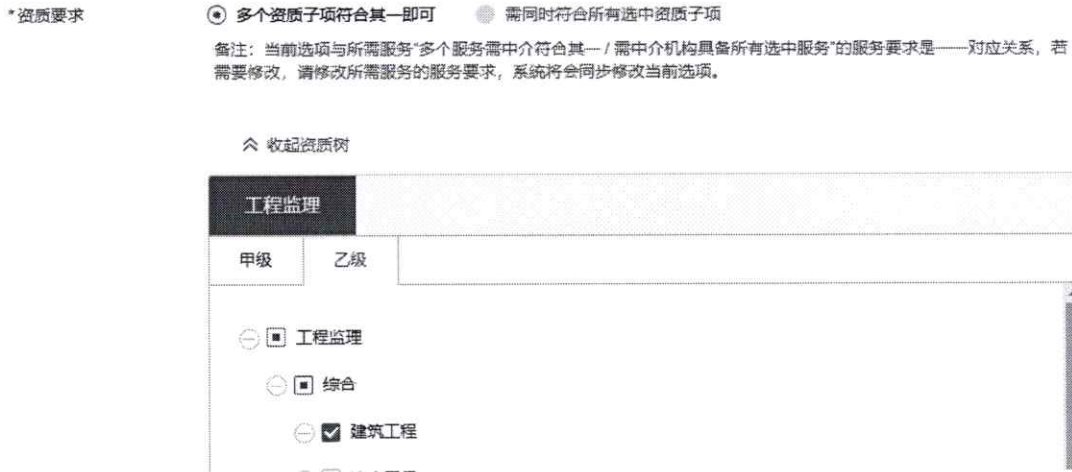 *资质要求
多个资质子项符合其一即可 需同时符合所有选中资质子项
备注：当前选项与所需服务“多个服务需中介符合其一 / 需中介机构具备所有选中服务”的服务要求是一一对应关系，若
需要修改，请修改所需服务的服务要求，系统将会同步修改当前选项。
收起资质树
工程监理
甲级 乙级
工程监理
综合
建筑工程